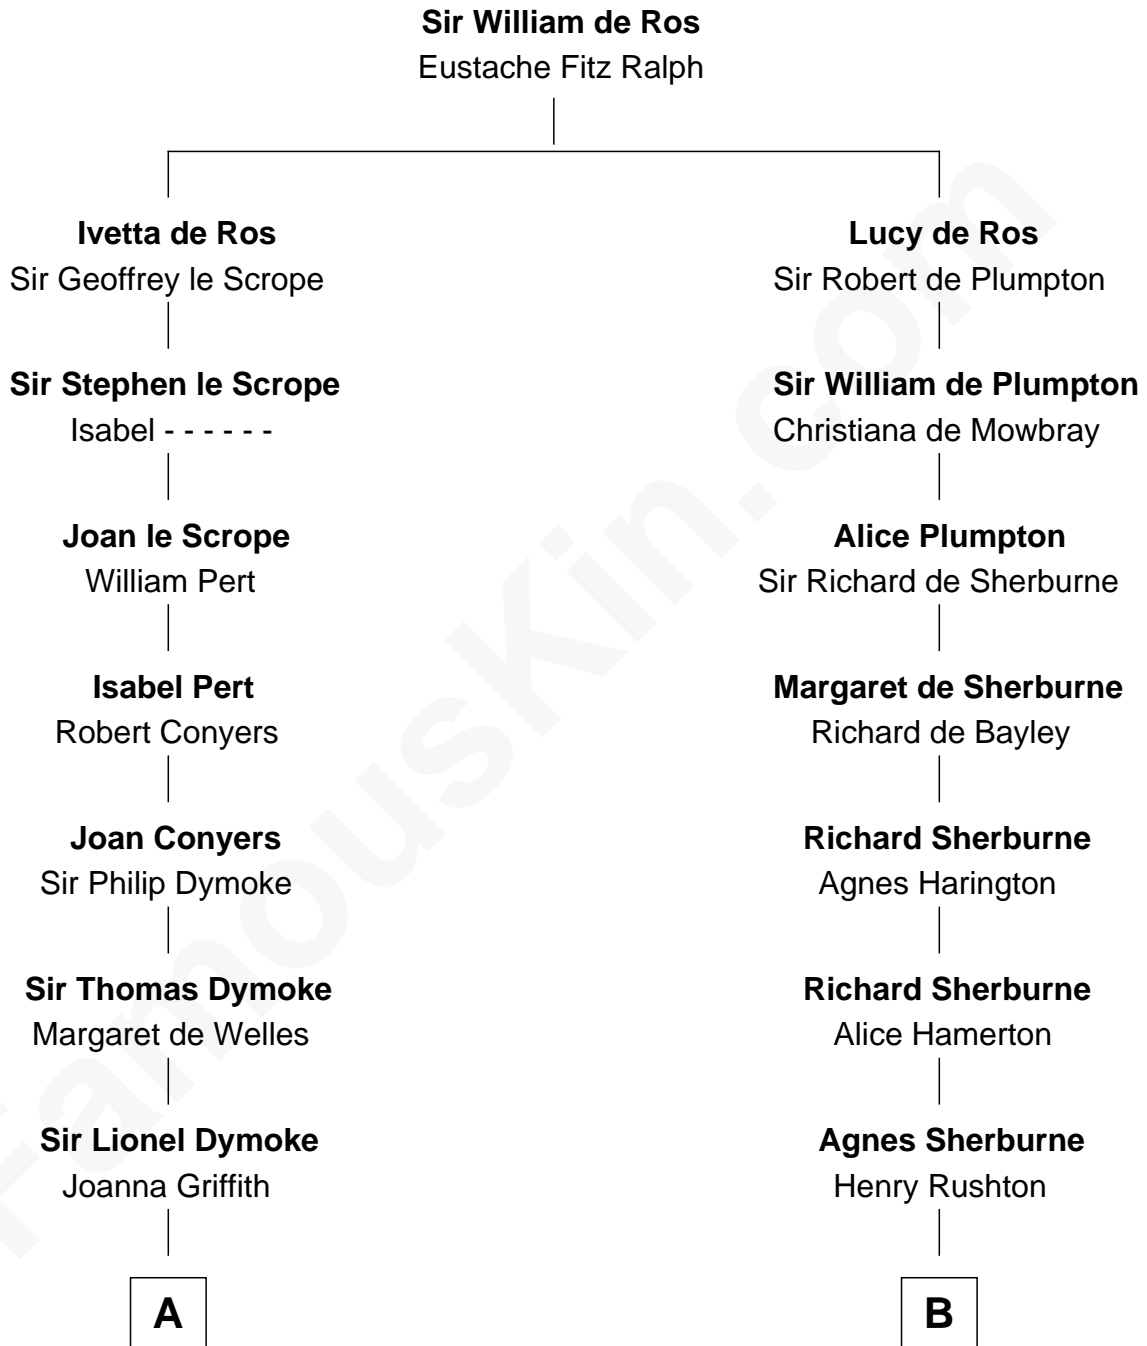 Sir William de Ros
Eustache Fitz Ralph
Ivetta de Ros
Sir Geoffrey le Scrope
Lucy de Ros
Sir Robert de Plumpton
Sir Stephen le Scrope
Isabel - - - - - -
Sir William de Plumpton
Christiana de Mowbray
Joan le Scrope
William Pert
Alice Plumpton
Sir Richard de Sherburne
Isabel Pert
Robert Conyers
Margaret de Sherburne
Richard de Bayley
Joan Conyers
Sir Philip Dymoke
Richard Sherburne
Agnes Harington
Sir Thomas Dymoke
Margaret de Welles
Richard Sherburne
Alice Hamerton
Sir Lionel Dymoke
Joanna Griffith
Agnes Sherburne
Henry Rushton
A
B
FamousKin.com